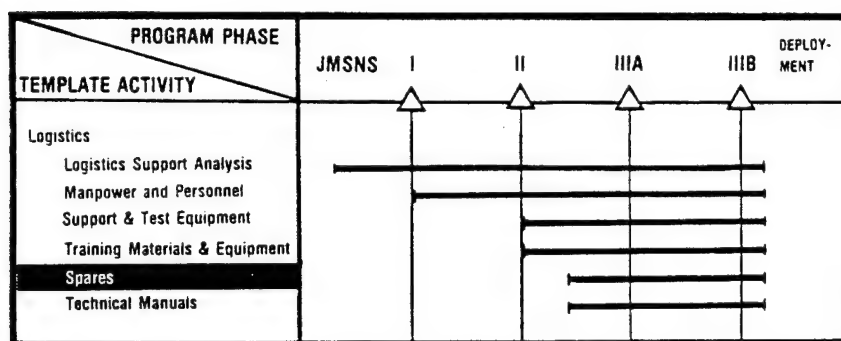 PROGRAM PHASE
TEMPLATE ACTIVITY
JMSNS I II IIIA IIIB DEPLOY-
MENT
Logistics
Logistics Support Analysis
Manpower and Personnel
Support & Test Equipment
Training Materials & Equipment
Spares
Technical Manuals